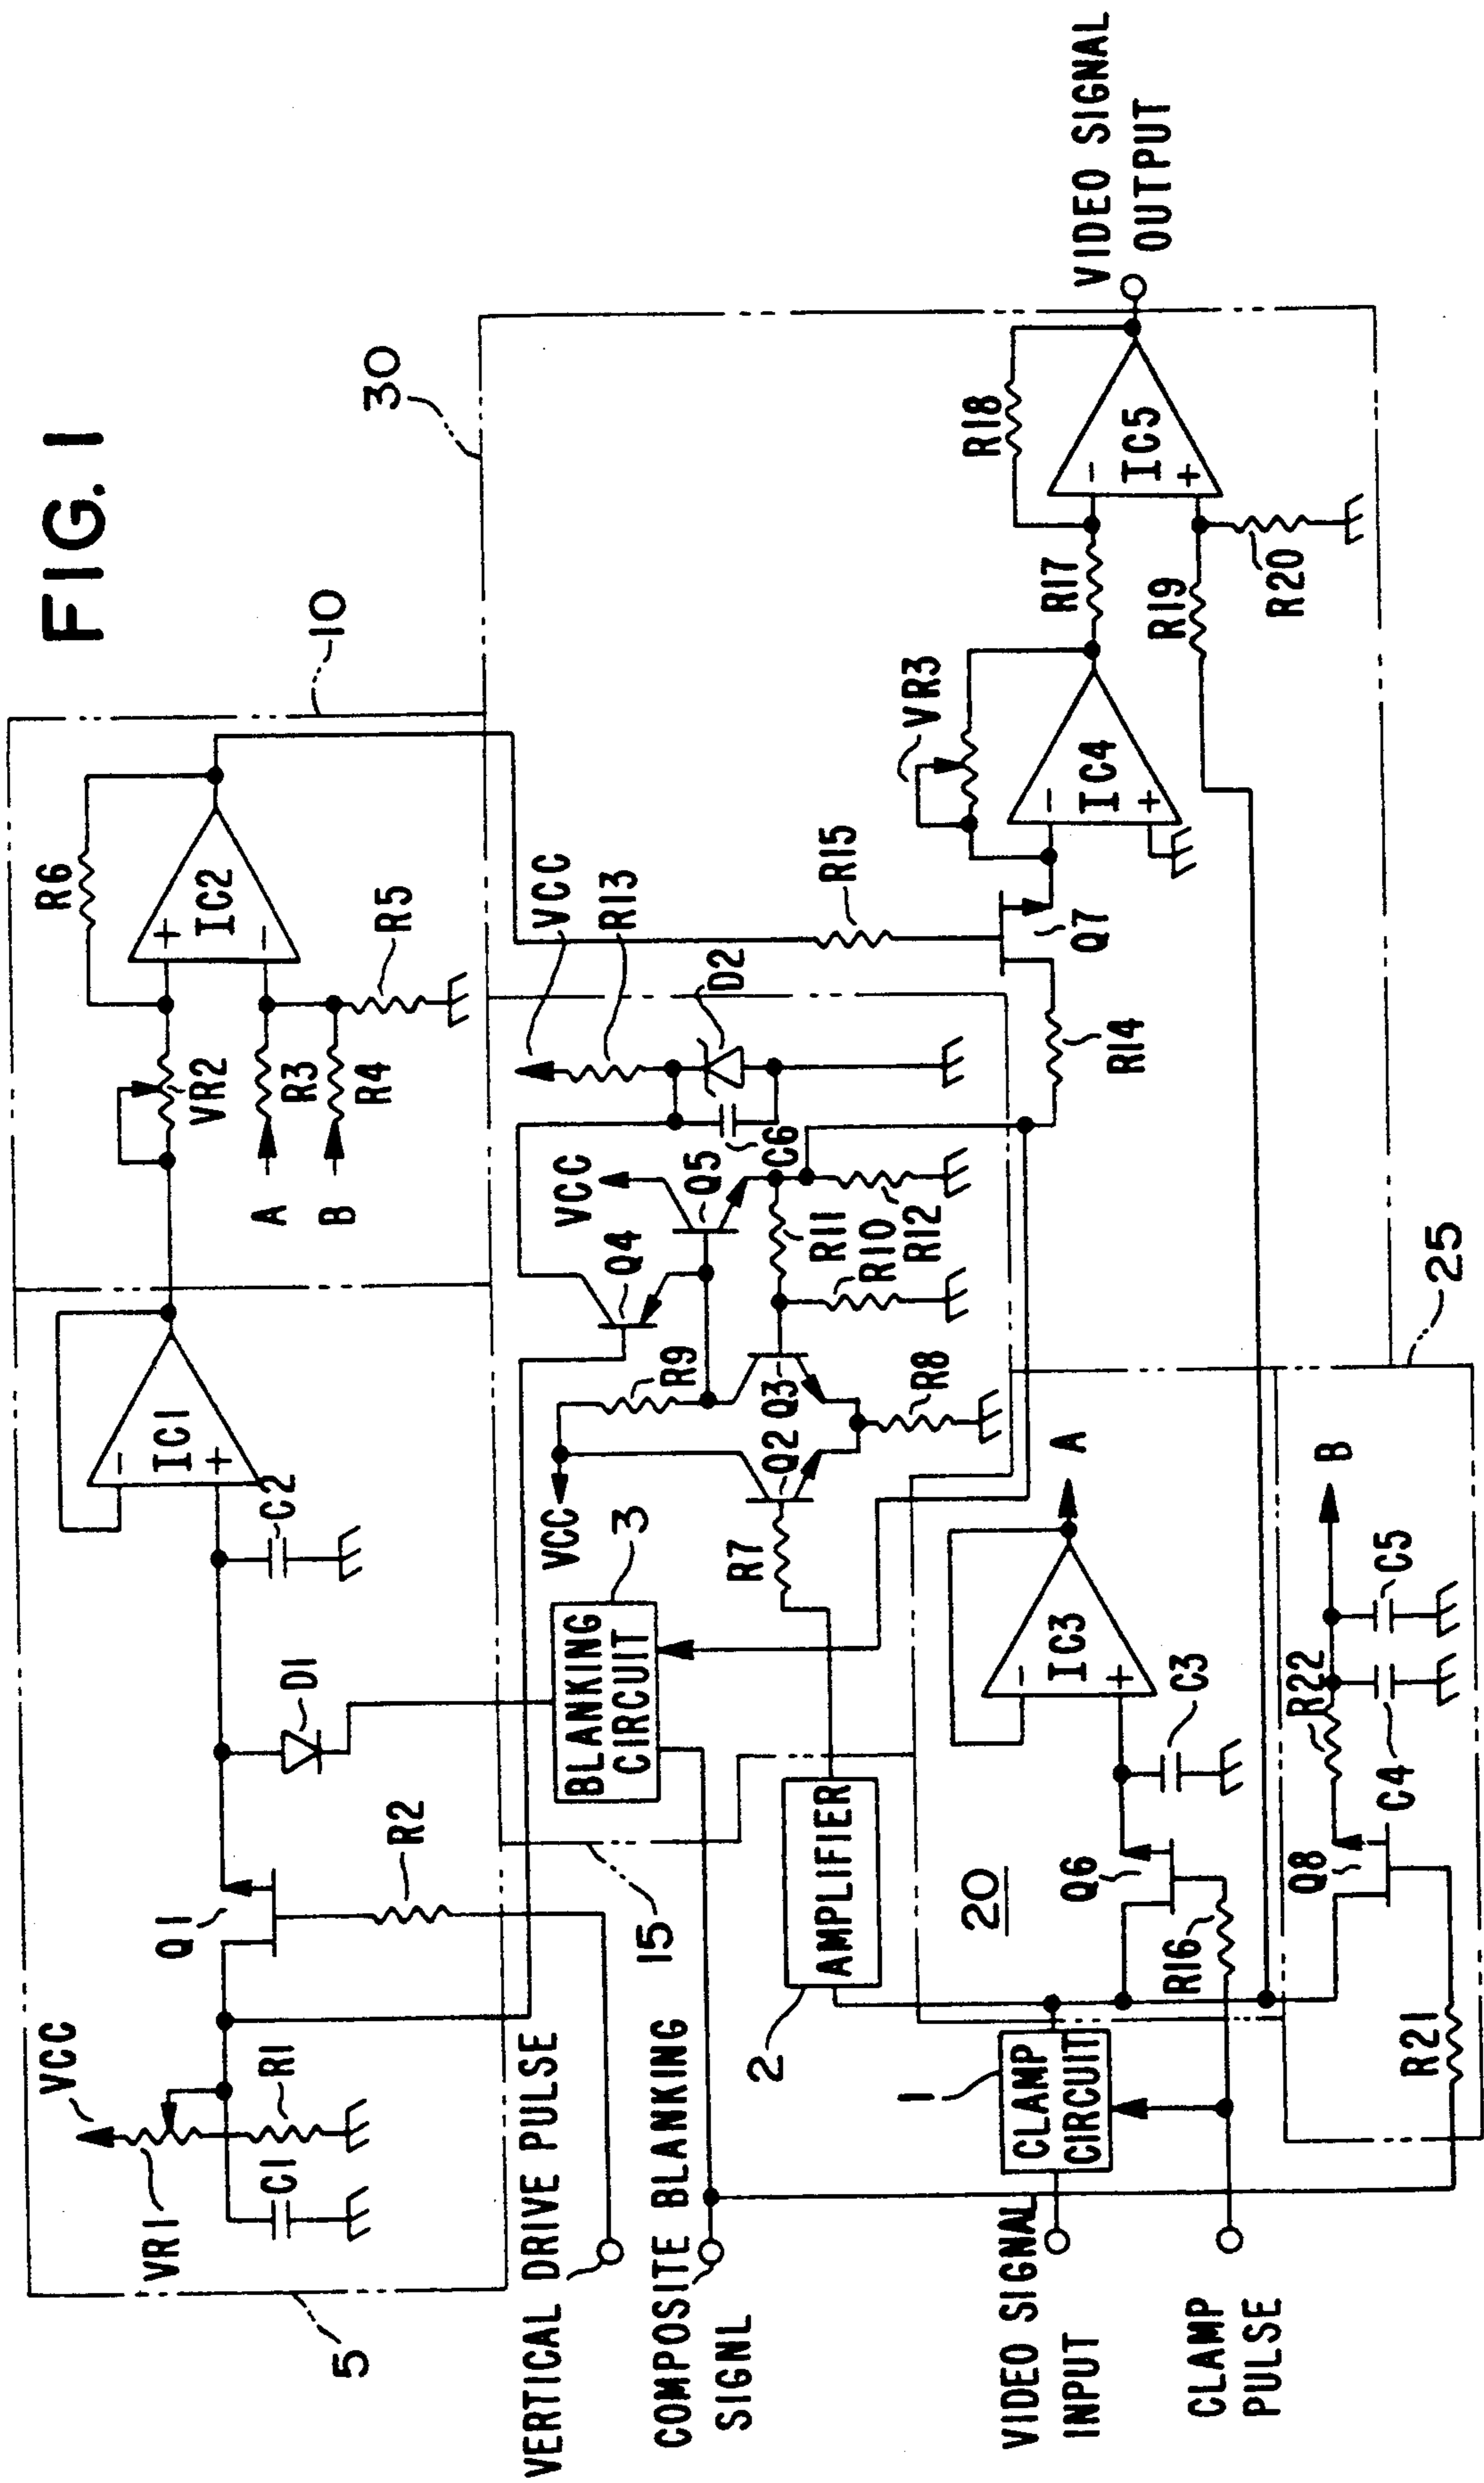 FIG. 1
VCC
VR1
R1
C1
Q1
R2
D1
C2
IC1
-
+
5
VR2
R6
IC2
+
-
R3
R4
R5
A
B
10
30
VERTICAL DRIVE PULSE
COMPOSITE BLANKING
SIGNL
15
BLANKING
CIRCUIT
3
VCC
R9
Q4
VCC
Q5
C6
VCC
R13
D2
R7
Q2
Q3
R8
R10
R11
R12
2
AMPLIFIER
R15
R14
Q7
VR3
IC4
-
+
R17
R18
IC5
-
+
R19
R20
VIDEO SIGNAL
OUTPUT
VIDEO SIGNAL
INPUT
CLAMP
PULSE
1
CLAMP
CIRCUIT
20
Q6
R16
C3
IC3
-
+
A
R21
Q8
R22
C4
C5
B
25